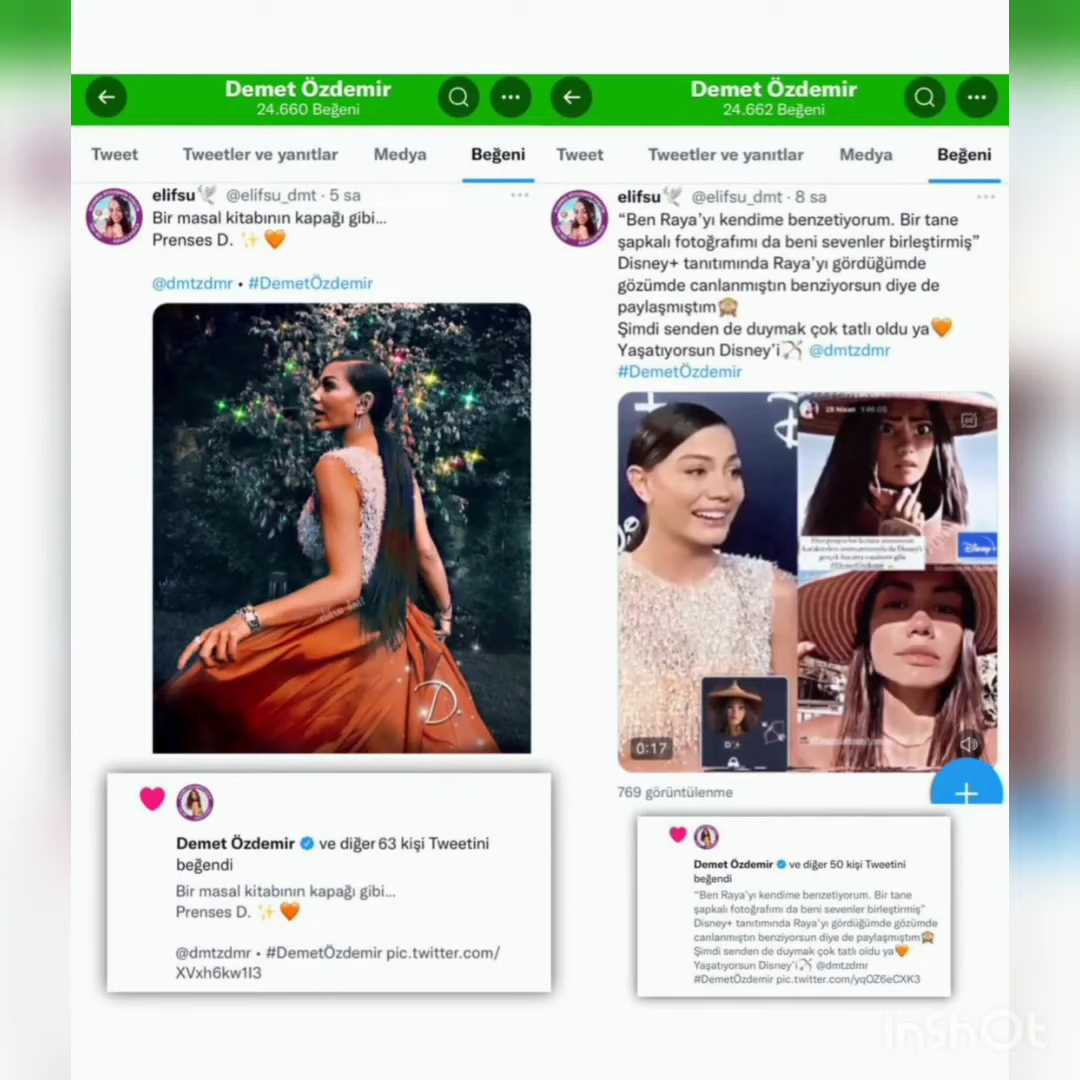 Demet Özdemir
24.660 Beğeni
Tweet Tweetler ve yanıtlar Medya Beğeni
elifsu🕊 @elifsu_dmt · 5 sa
Bir masal kitabının kapağı gibi...
Prenses D. ✨🧡
@dmtzdmr • #DemetÖzdemir
D.
Demet Özdemir ve diğer 63 kişi Tweetini
beğendi
Bir masal kitabının kapağı gibi...
Prenses D. ✨🧡
@dmtzdmr • #DemetÖzdemir pic.twitter.com/
XVxh6kw1I3
Demet Özdemir
24.662 Beğeni
Tweet Tweetler ve yanıtlar Medya Beğeni
elifsu🕊 @elifsu_dmt · 8 sa
“Ben Raya’yı kendime benzetiyorum. Bir tane
şapkalı fotoğrafımı da beni sevenler birleştirmiş”
Disney+ tanıtımında Raya’yı gördüğümde
gözümde canlanmıştın benziyorsun diye de
paylaşmıştım🙈
Şimdi senden de duymak çok tatlı oldu ya🧡
Yaşatıyorsun Disney’i🏹 @dmtzdmr
#DemetÖzdemir
28 Nisan
Disney+
0:17
769 görüntülenme
Demet Özdemir ve diğer 50 kişi Tweetini
beğendi
“Ben Raya’yı kendime benzetiyorum. Bir tane
şapkalı fotoğrafımı da beni sevenler birleştirmiş”
Disney+ tanıtımında Raya’yı gördüğümde gözümde
canlanmıştın benziyorsun diye de paylaşmıştım🙈
Şimdi senden de duymak çok tatlı oldu ya🧡
Yaşatıyorsun Disney’i🏹 @dmtzdmr
#DemetÖzdemir pic.twitter.com/yqOZ6eCXK3
InShOt